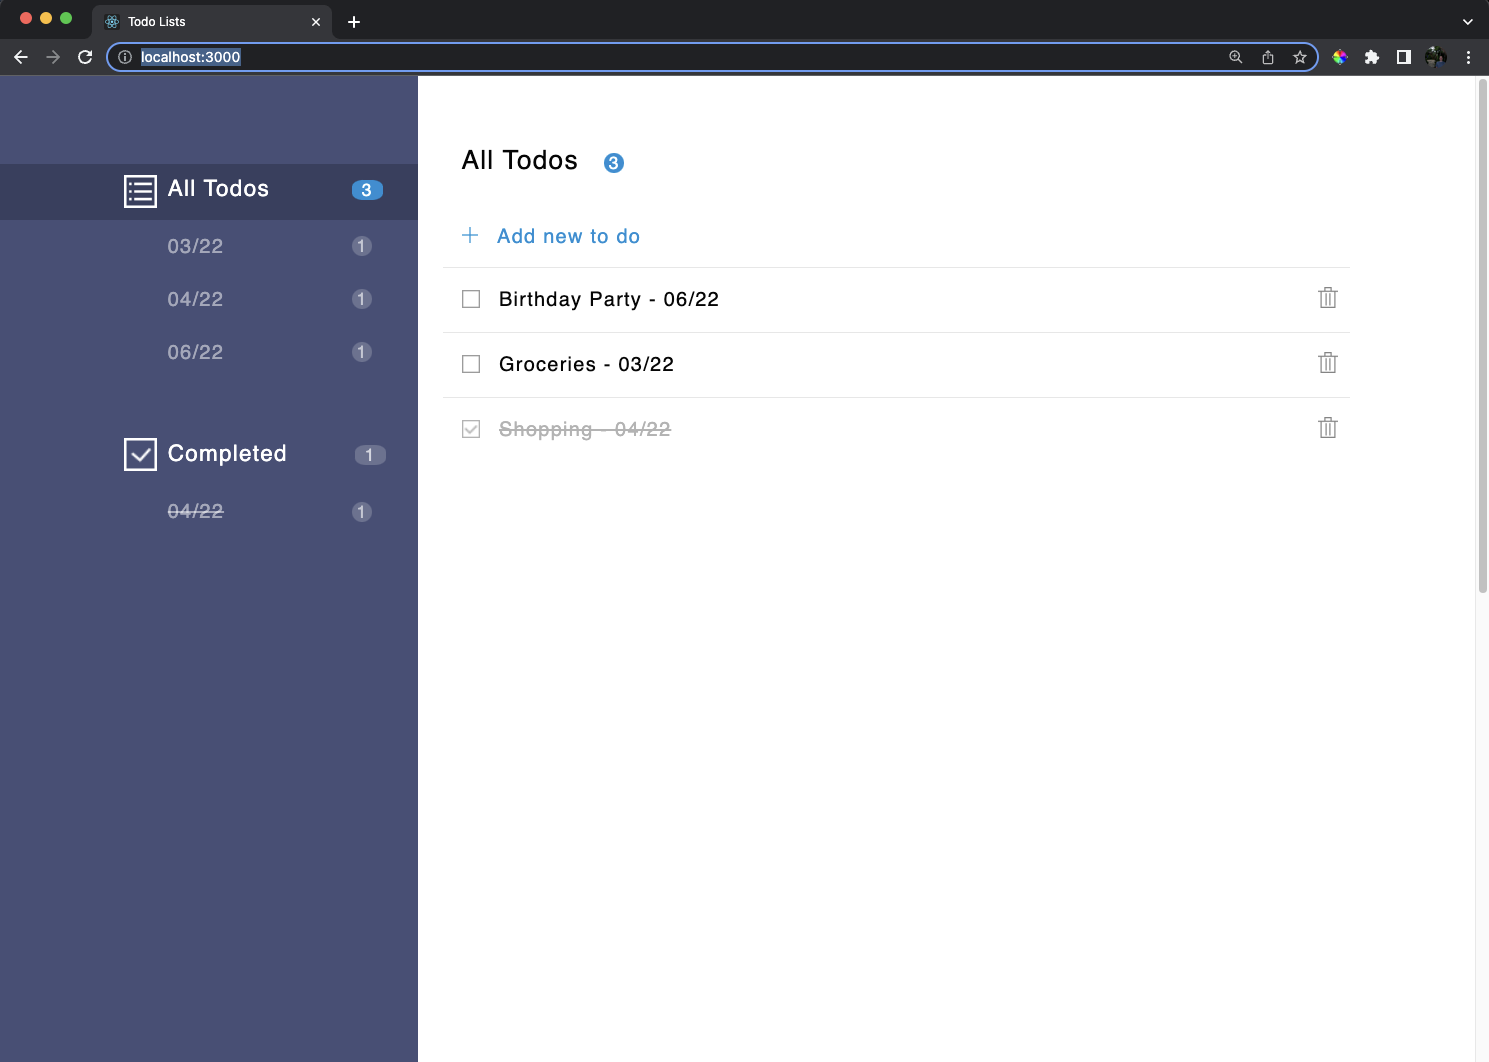 Todo Lists
localhost:3000
All Todos 3
03/22 1
04/22 1
06/22 1
Completed 1
04/22 1
All Todos 3
+ Add new to do
Birthday Party - 06/22
Groceries - 03/22
Shopping - 04/22